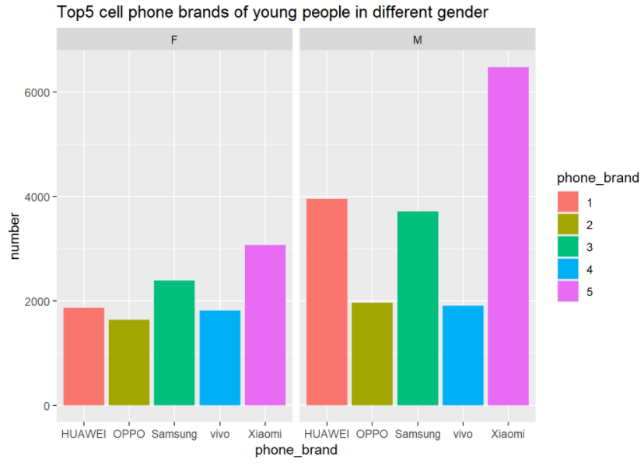 Top5 cell phone brands of young people in different gender
F
M
number
6000
4000
2000
0
HUAWEI OPPO Samsung vivo Xiaomi
HUAWEI OPPO Samsung vivo Xiaomi
phone_brand
phone_brand
1
2
3
4
5